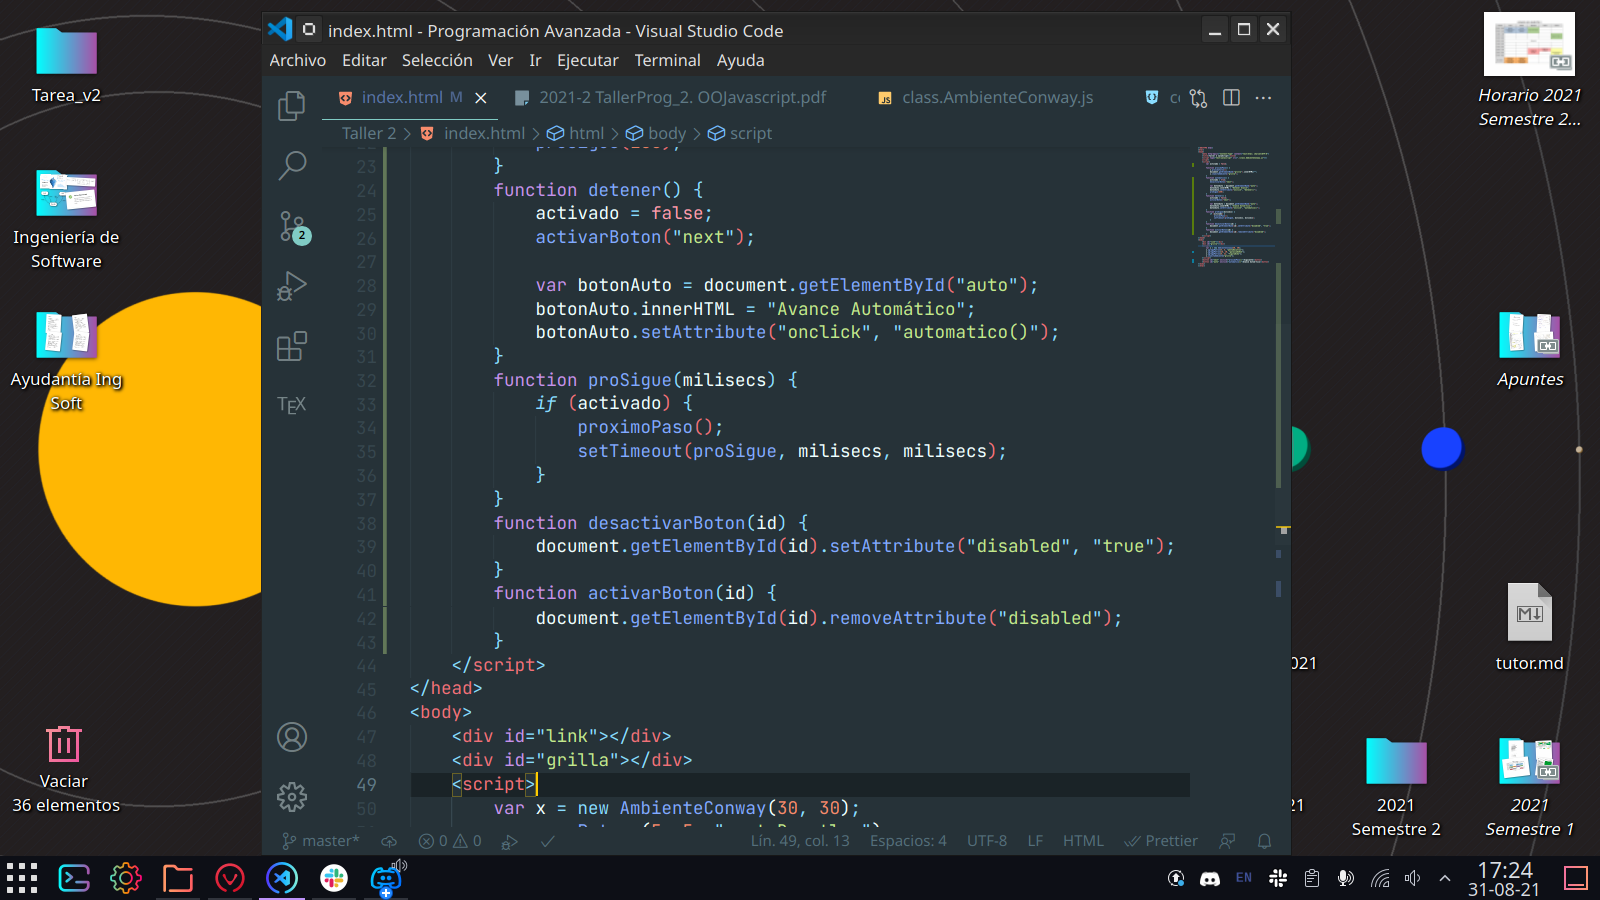 index.html - Programación Avanzada - Visual Studio Code
Archivo Editar Selección Ver Ir Ejecutar Terminal Ayuda
index.html M
2021-2 TallerProg_2. OOJavascript.pdf
JS class.AmbienteConway.js
Taller 2 > index.html > html > body > script
23 }
24 function detener() {
25 activado = false;
26 activarBoton("next");
27
28 var botonAuto = document.getElementById("auto");
29 botonAuto.innerHTML = "Avance Automático";
30 botonAuto.setAttribute("onclick", "automatico()");
31 }
32 function proSigue(milisecs) {
33 if (activado) {
34 proximoPaso();
35 setTimeout(proSigue, milisecs, milisecs);
36 }
37 }
38 function desactivarBoton(id) {
39 document.getElementById(id).setAttribute("disabled", "true");
40 }
41 function activarBoton(id) {
42 document.getElementById(id).removeAttribute("disabled");
43 }
44 </script>
45 </head>
46 <body>
47 <div id="link"></div>
48 <div id="grilla"></div>
49 <script>
50 var x = new AmbienteConway(30, 30);
2
TEX
master* 0 0 Lín. 49, col. 13 Espacios: 4 UTF-8 LF HTML Prettier
Tarea_v2
Ingeniería de
Software
Ayudantía Ing
Soft
Vaciar
36 elementos
Horario 2021
Semestre 2...
Apuntes
M
tutor.md
021
21
2021
Semestre 2
2021
Semestre 1
EN
17:24
31-08-21